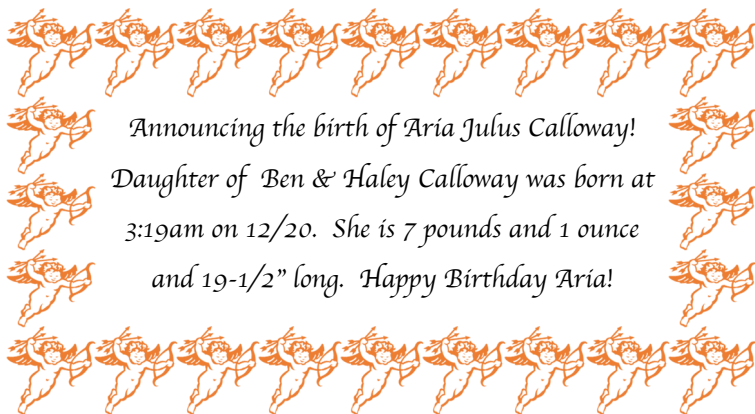 Announcing the birth of Aria Julus Calloway!
Daughter of Ben & Haley Calloway was born at
3:19am on 12/20. She is 7 pounds and 1 ounce
and 19-1/2” long. Happy Birthday Aria!